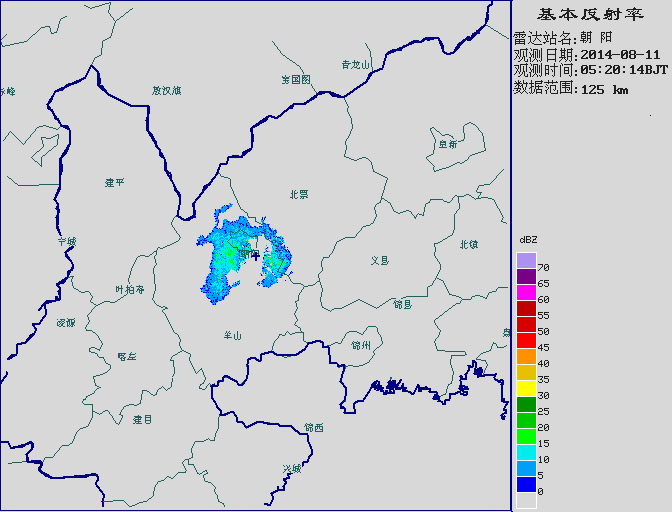 基本反射率
雷达站名:朝 阳
观测日期:2014-08-11
观测时间:05:20:14BJT
数据范围:125 km
青龙山
宝国图
敖汉旗
赤峰
阜新
建平
北票
宁城
朝阳
义县
北镇
叶柏寿
锦县
凌源
羊山
锦州
喀左
建昌
锦西
兴城
dBZ
70
65
60
55
50
45
40
35
30
25
20
15
10
5
0